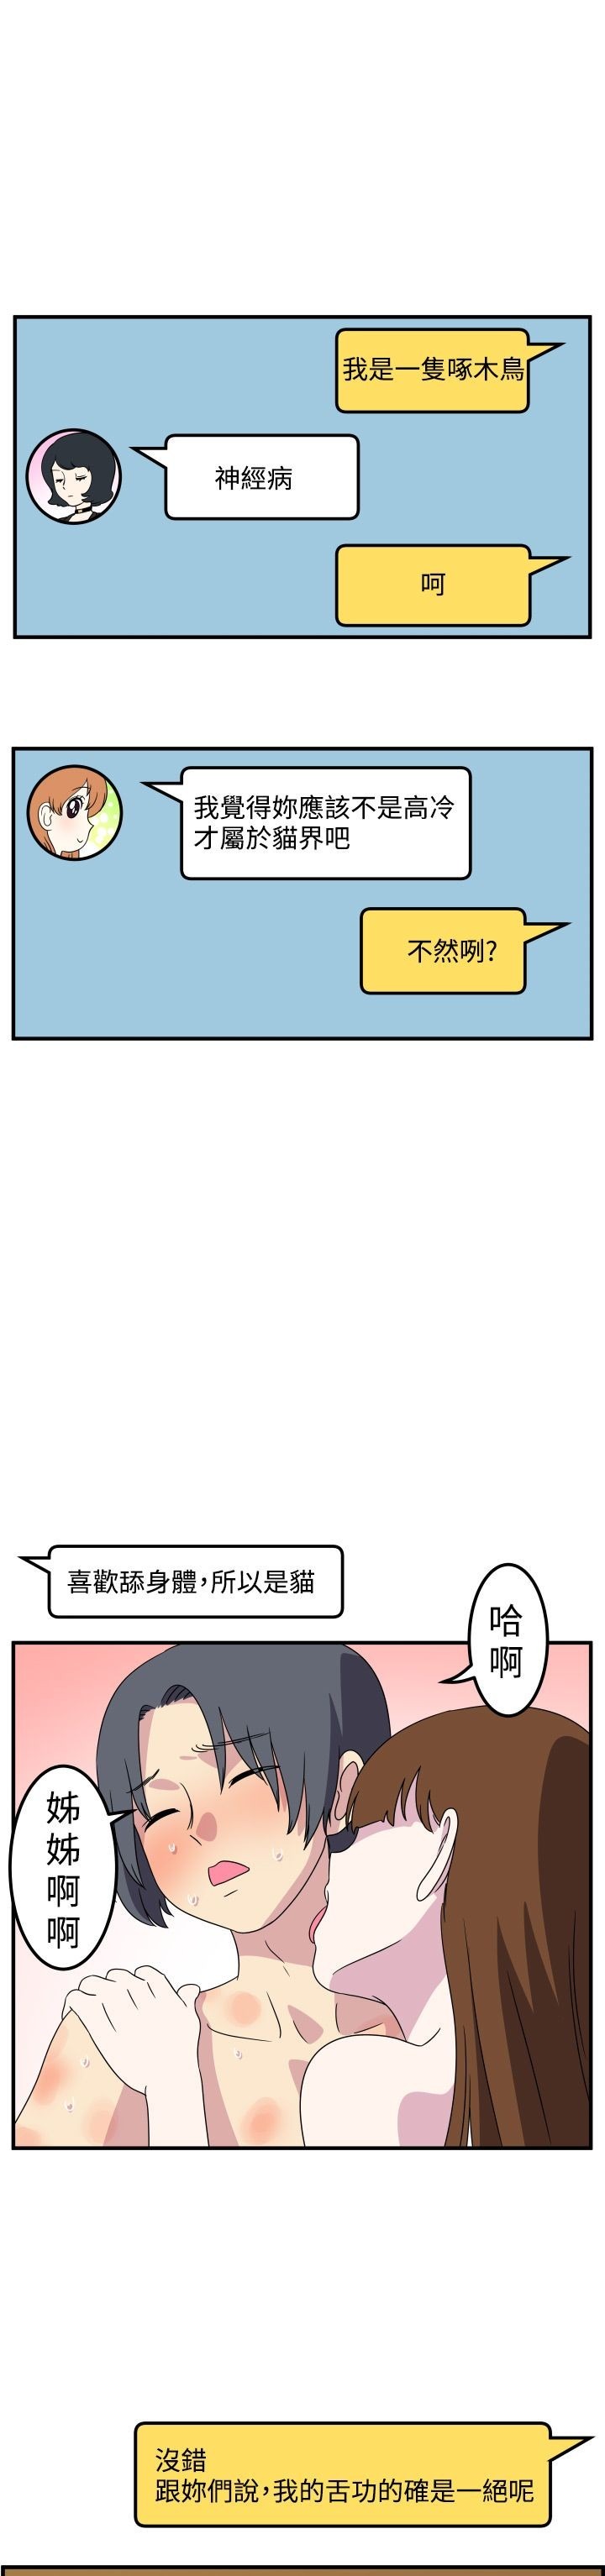 我是一隻啄木鳥
神經病
呵
我覺得妳應該不是高冷
才屬於貓界吧
不然咧?
喜歡舔身體，所以是貓
哈啊
姊姊啊啊
沒錯
跟妳們說，我的舌功的確是一絕呢